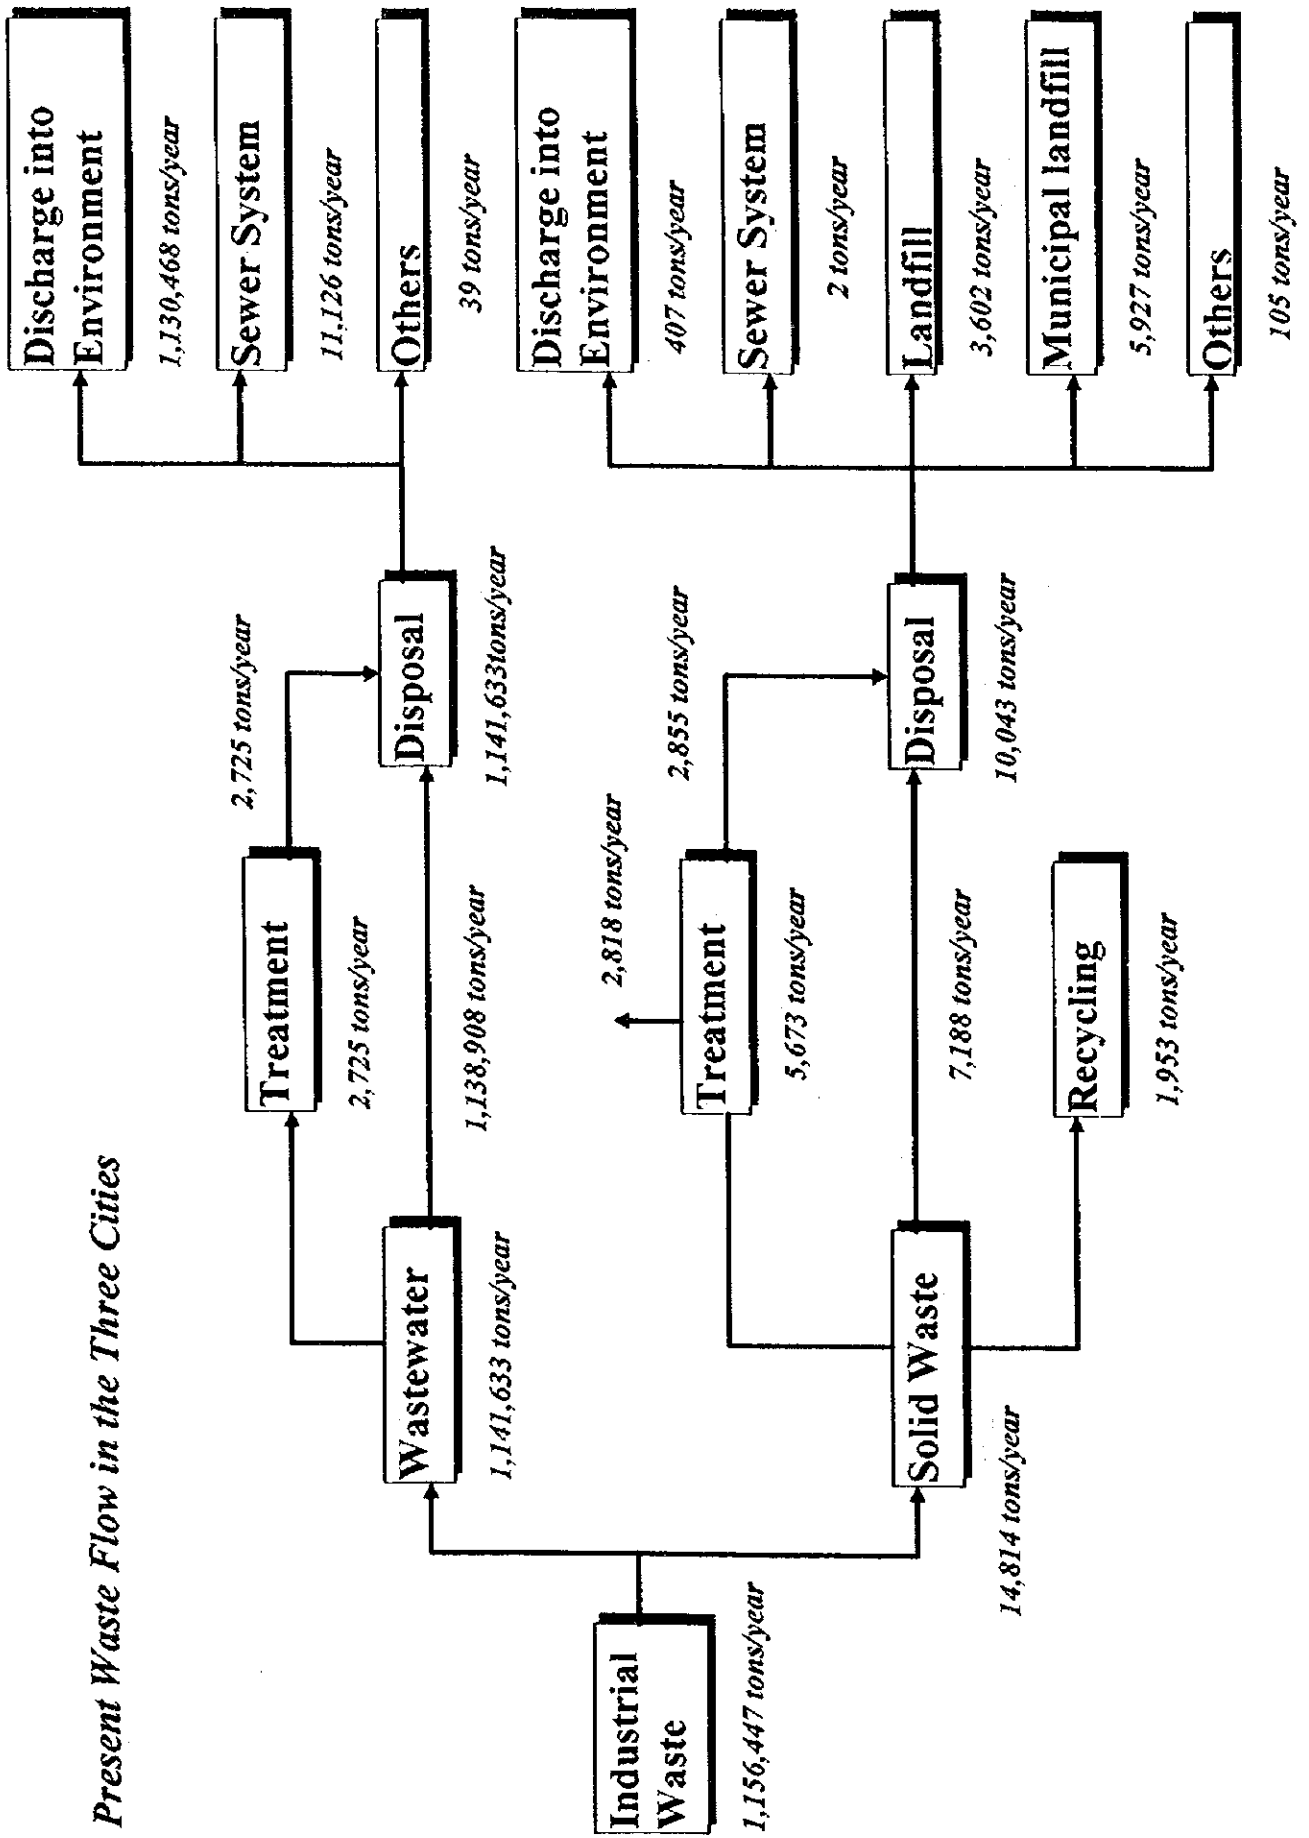 Present Waste Flow in the Three Cities
Industrial
Waste
1,156,447 tons/year
Wastewater
1,141,633 tons/year
Treatment
2,725 tons/year
2,725 tons/year
1,138,908 tons/year
Disposal
1,141,633tons/year
Discharge into
Environment
1,130,468 tons/year
Sewer System
11,126 tons/year
Others
39 tons/year
Solid Waste
14,814 tons/year
Treatment
5,673 tons/year
2,818 tons/year
2,855 tons/year
7,188 tons/year
Recycling
1,953 tons/year
Disposal
10,043 tons/year
Discharge into
Environment
407 tons/year
Sewer System
2 tons/year
Landfill
3,602 tons/year
Municipal landfill
5,927 tons/year
Others
105 tons/year